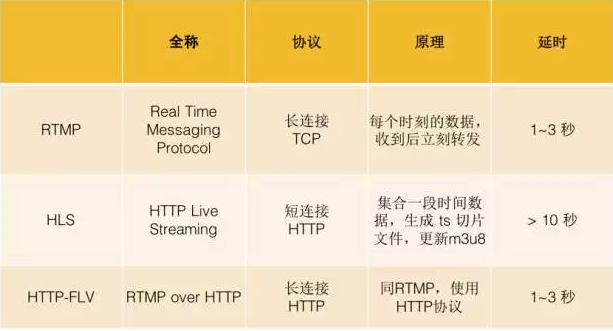 全称 协议 原理 延时
RTMP
Real Time
Messaging
Protocol
长连接
TCP
每个时刻的数据，
收到后立刻转发
1~3 秒
HLS
HTTP Live
Streaming
短连接
HTTP
集合一段时间数
据，生成 ts 切片
文件，更新m3u8
> 10 秒
HTTP-FLV
RTMP over HTTP
长连接
HTTP
同RTMP，使用
HTTP协议
1~3 秒